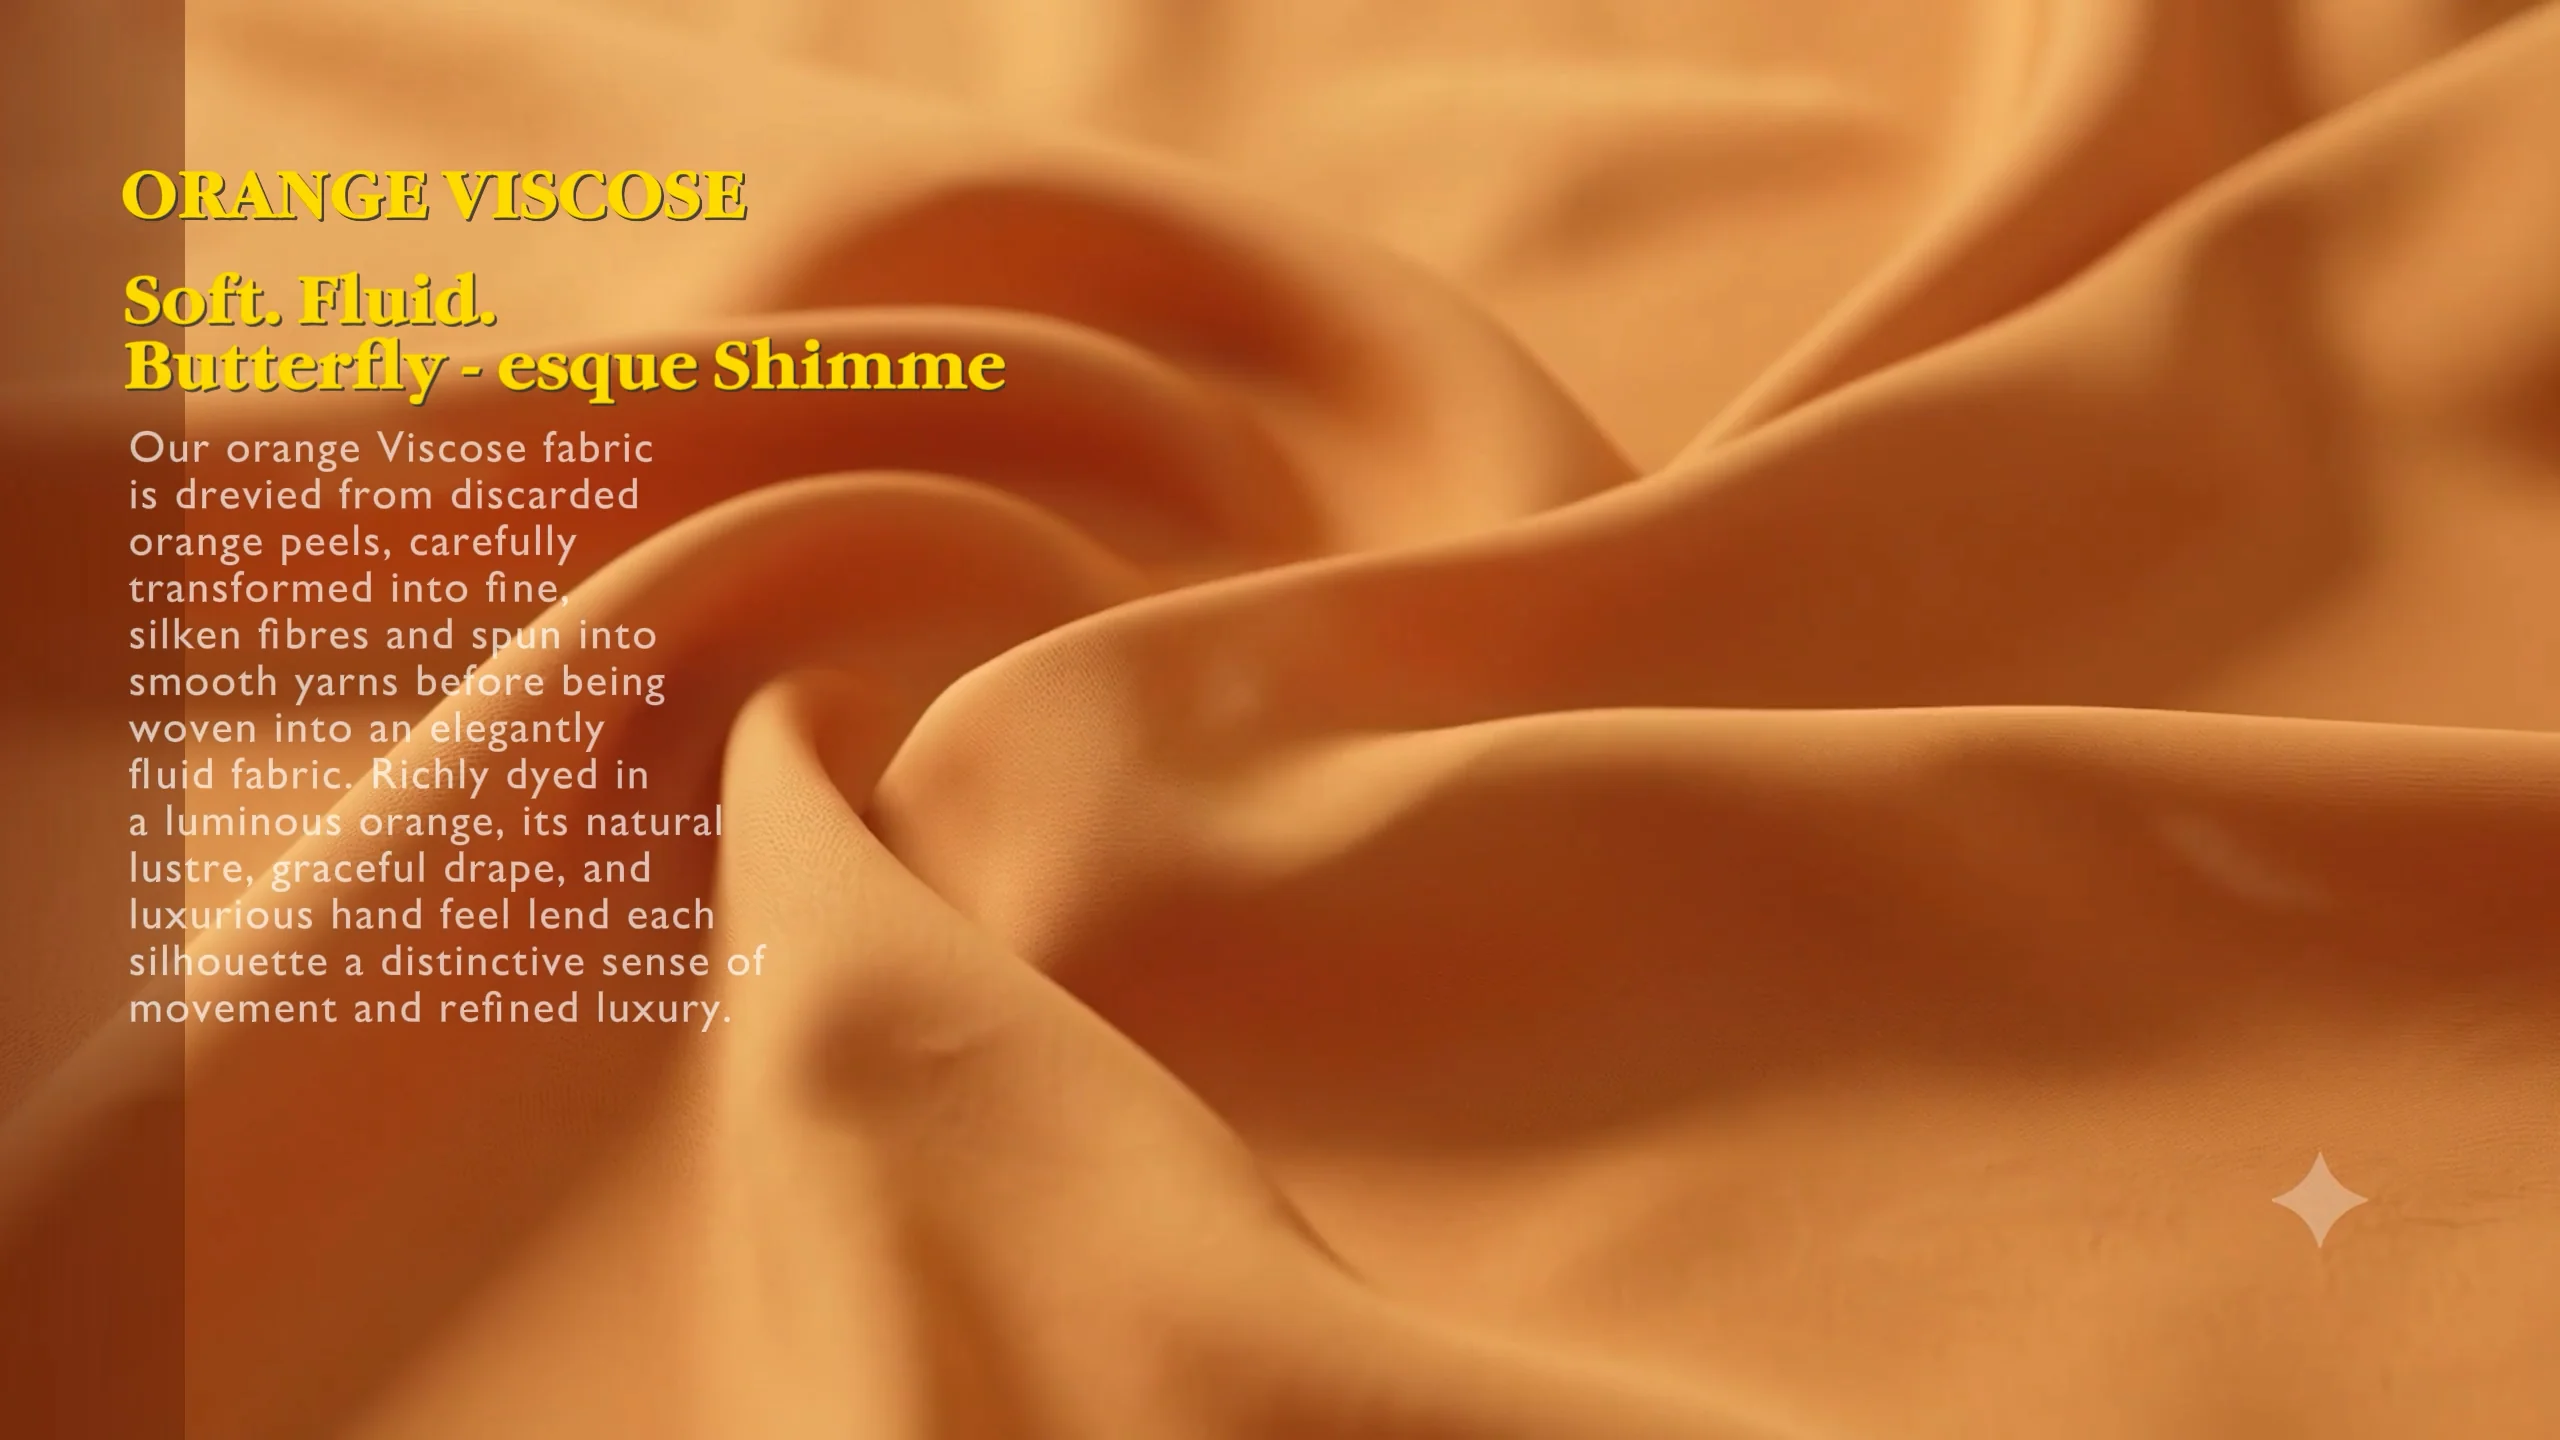 ORANGE VISCOSE
Soft. Fluid.
Butterfly - esque Shimme
Our orange Viscose fabric
is drevied from discarded
orange peels, carefully
transformed into fine,
silken fibres and spun into
smooth yarns before being
woven into an elegantly
fluid fabric. Richly dyed in
a luminous orange, its natural
lustre, graceful drape, and
luxurious hand feel lend each
silhouette a distinctive sense of
movement and refined luxury.